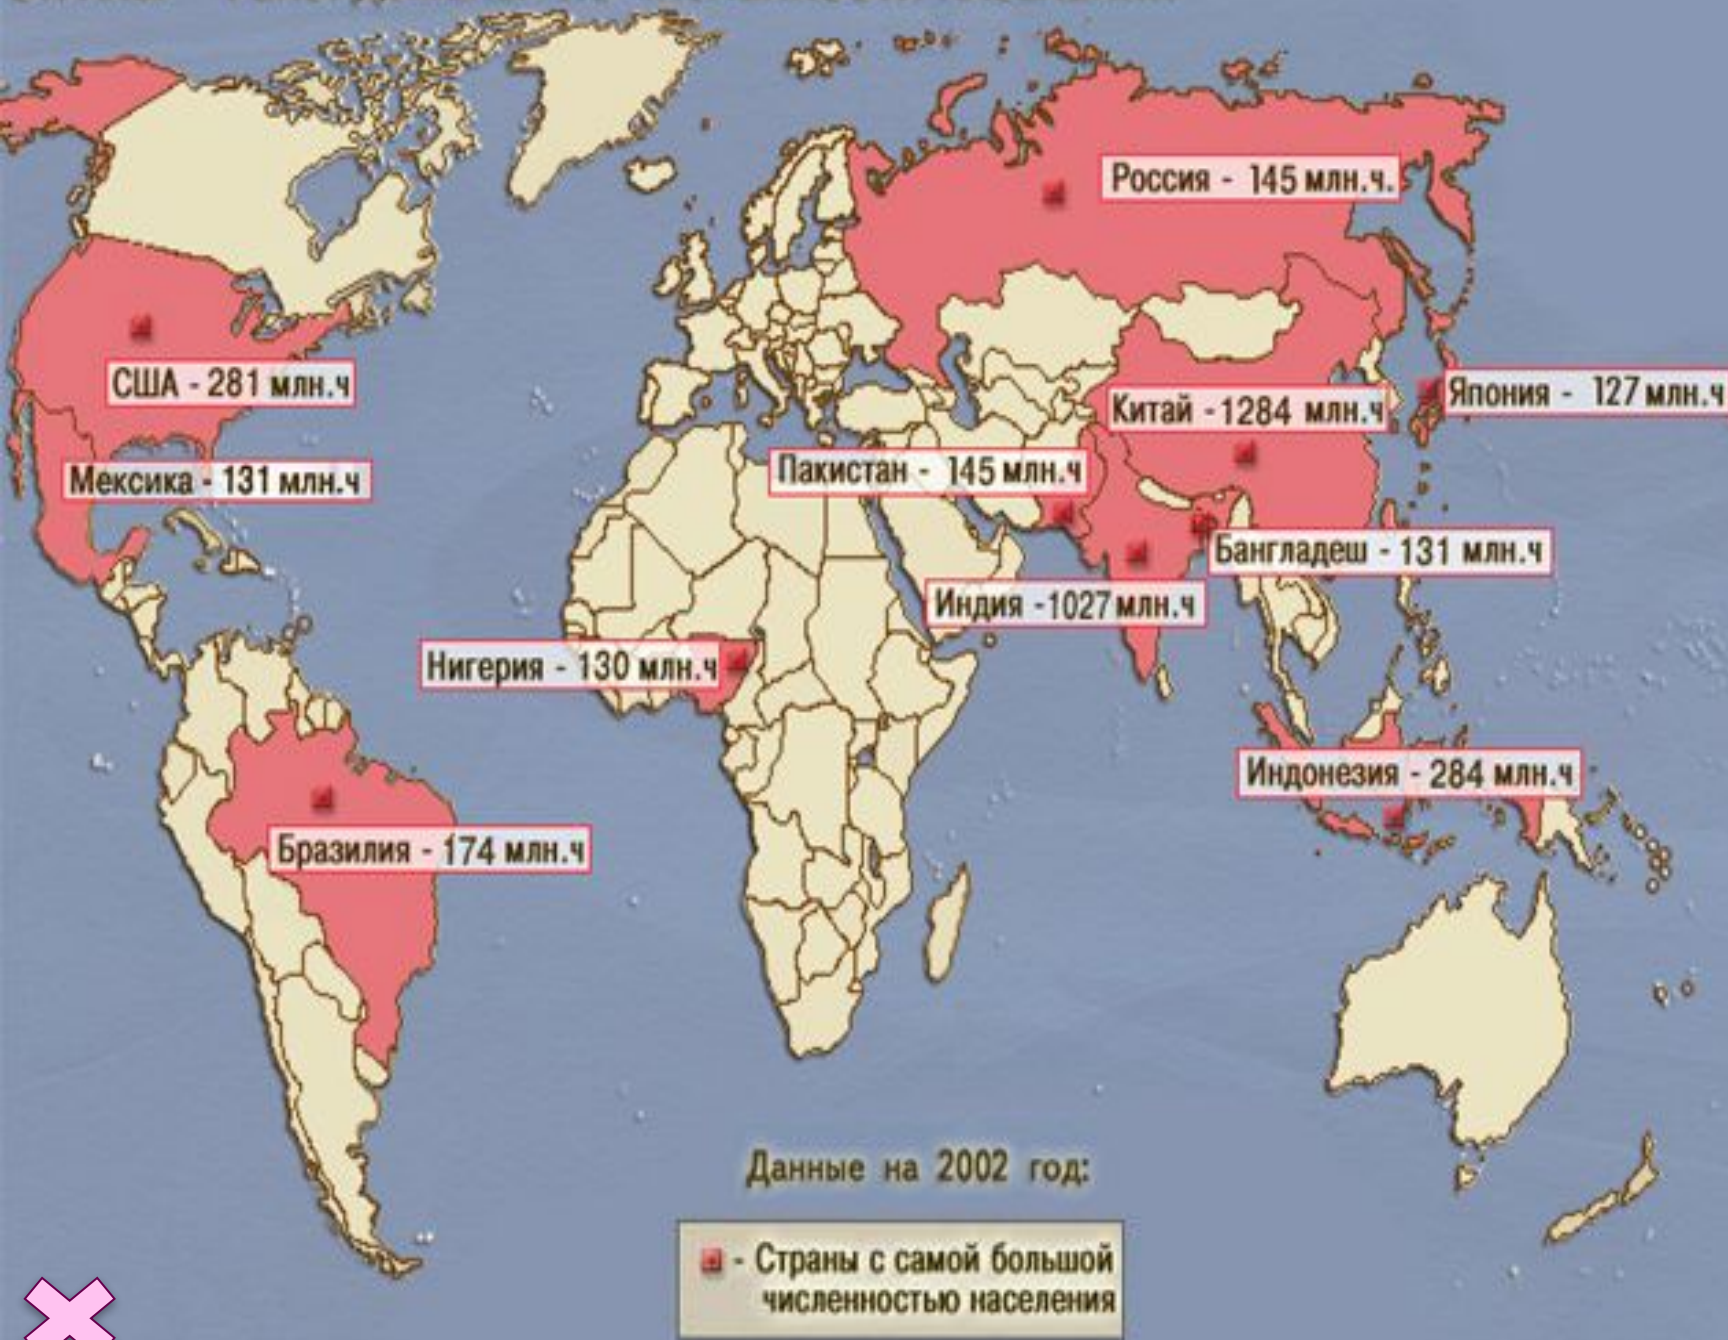 Россия - 145 млн.ч.
США - 281 млн.ч
Китай -1284 млн.ч
Япония - 127 млн.ч
Мексика - 131 млн.ч
Пакистан - 145 млн.ч
Бангладеш - 131 млн.ч
Индия -1027 млн.ч
Нигерия - 130 млн.ч
Индонезия - 284 млн.ч
Бразилия - 174 млн.ч
Данные на 2002 год:
- Страны с самой большой
численностью населения